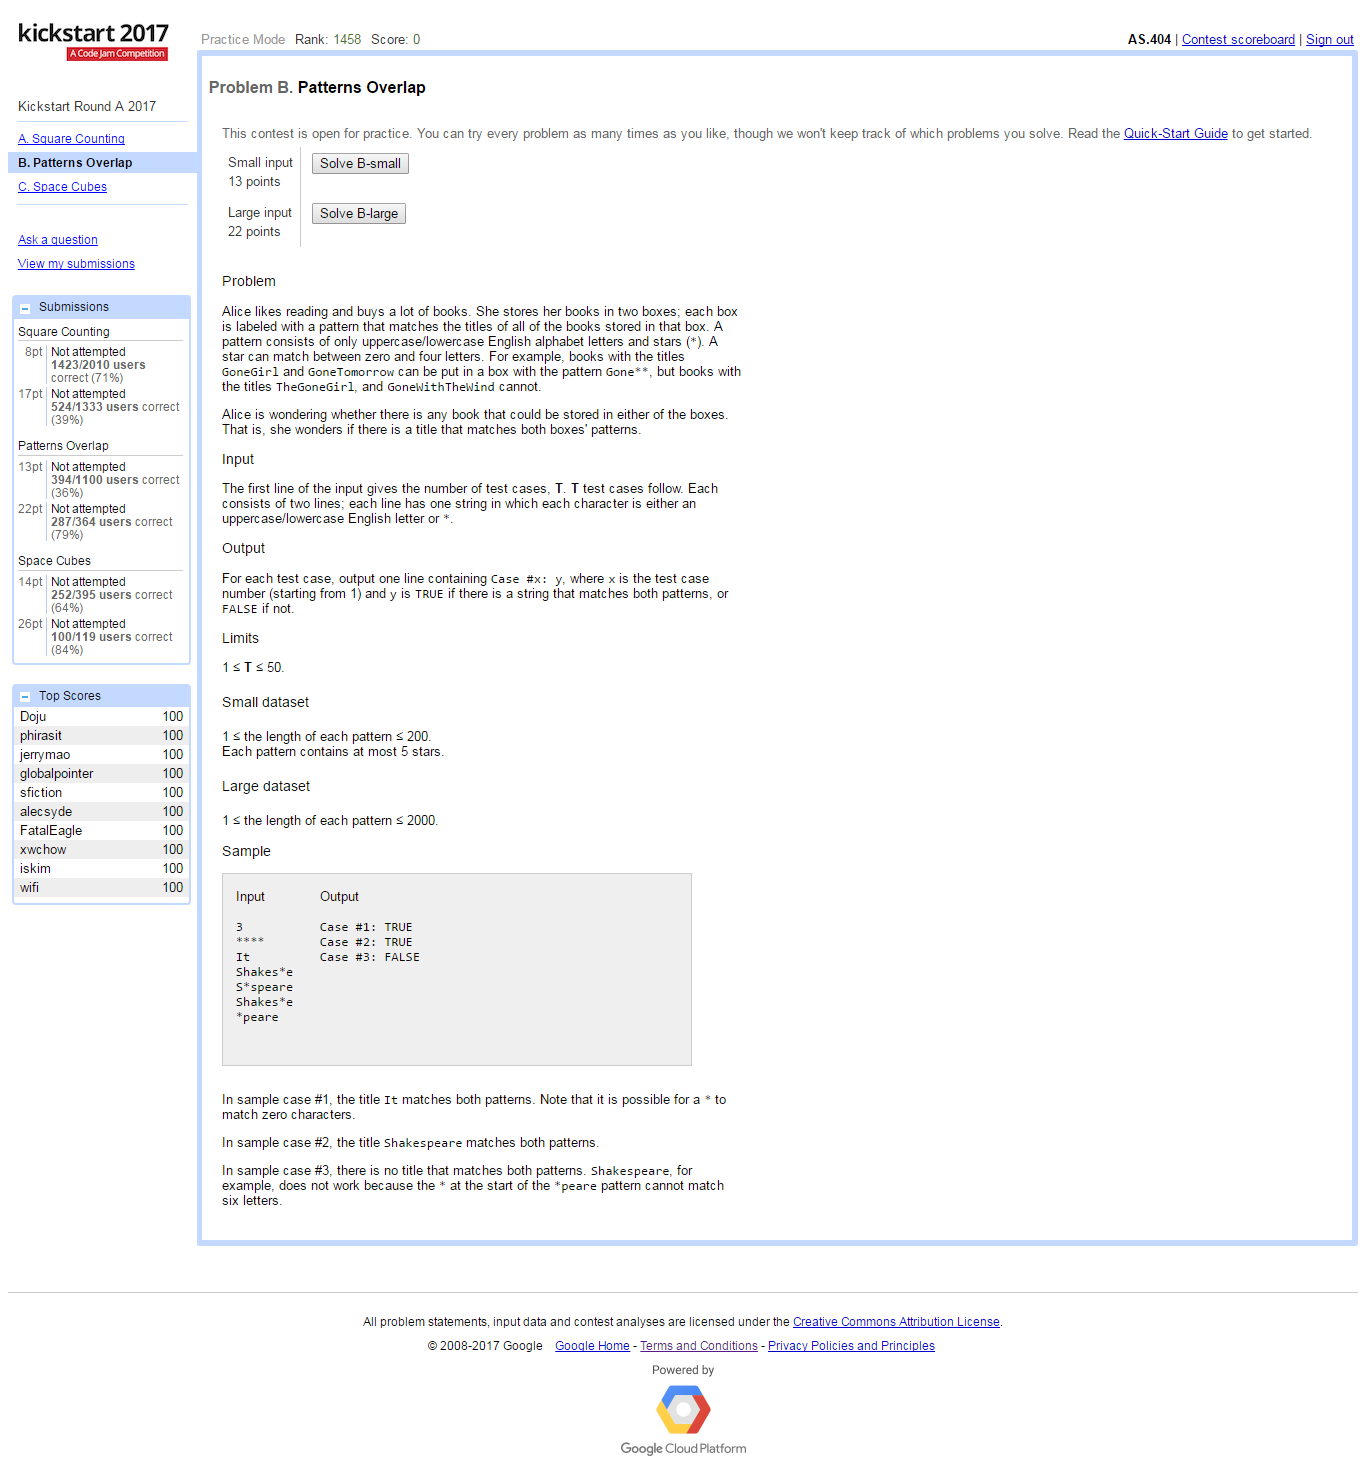 kickstart 2017
A Code Jam Competition
Practice Mode Rank: 1458 Score: 0
AS.404 | Contest scoreboard | Sign out
Kickstart Round A 2017
A. Square Counting
B. Patterns Overlap
C. Space Cubes
Ask a question
View my submissions
Submissions
Square Counting
8pt Not attempted
1423/2010 users
correct (71%)
17pt Not attempted
524/1333 users correct
(39%)
Patterns Overlap
13pt Not attempted
394/1100 users correct
(36%)
22pt Not attempted
287/364 users correct
(79%)
Space Cubes
14pt Not attempted
252/395 users correct
(64%)
26pt Not attempted
100/119 users correct
(84%)
Top Scores
Doju 100
phirasit 100
jerrymao 100
globalpointer 100
sfiction 100
alecsyde 100
FatalEagle 100
xwchow 100
iskim 100
wifi 100
Problem B. Patterns Overlap
This contest is open for practice. You can try every problem as many times as you like, though we won't keep track of which problems you solve. Read the Quick-Start Guide to get started.
Small input
13 points
Solve B-small
Large input
22 points
Solve B-large
Problem
Alice likes reading and buys a lot of books. She stores her books in two boxes; each box
is labeled with a pattern that matches the titles of all of the books stored in that box. A
pattern consists of only uppercase/lowercase English alphabet letters and stars (*). A
star can match between zero and four letters. For example, books with the titles
GoneGirl and GoneTomorrow can be put in a box with the pattern Gone**, but books with
the titles TheGoneGirl, and GoneWithTheWind cannot.
Alice is wondering whether there is any book that could be stored in either of the boxes.
That is, she wonders if there is a title that matches both boxes' patterns.
Input
The first line of the input gives the number of test cases, T. T test cases follow. Each
consists of two lines; each line has one string in which each character is either an
uppercase/lowercase English letter or *.
Output
For each test case, output one line containing Case #x: y, where x is the test case
number (starting from 1) and y is TRUE if there is a string that matches both patterns, or
FALSE if not.
Limits
1 ≤ T ≤ 50.
Small dataset
1 ≤ the length of each pattern ≤ 200.
Each pattern contains at most 5 stars.
Large dataset
1 ≤ the length of each pattern ≤ 2000.
Sample
Input Output
3 Case #1: TRUE
**** Case #2: TRUE
It Case #3: FALSE
Shakes*e
S*speare
Shakes*e
*peare
In sample case #1, the title It matches both patterns. Note that it is possible for a * to
match zero characters.
In sample case #2, the title Shakespeare matches both patterns.
In sample case #3, there is no title that matches both patterns. Shakespeare, for
example, does not work because the * at the start of the *peare pattern cannot match
six letters.
All problem statements, input data and contest analyses are licensed under the Creative Commons Attribution License.
© 2008-2017 Google Google Home - Terms and Conditions - Privacy Policies and Principles
Powered by
Google Cloud Platform